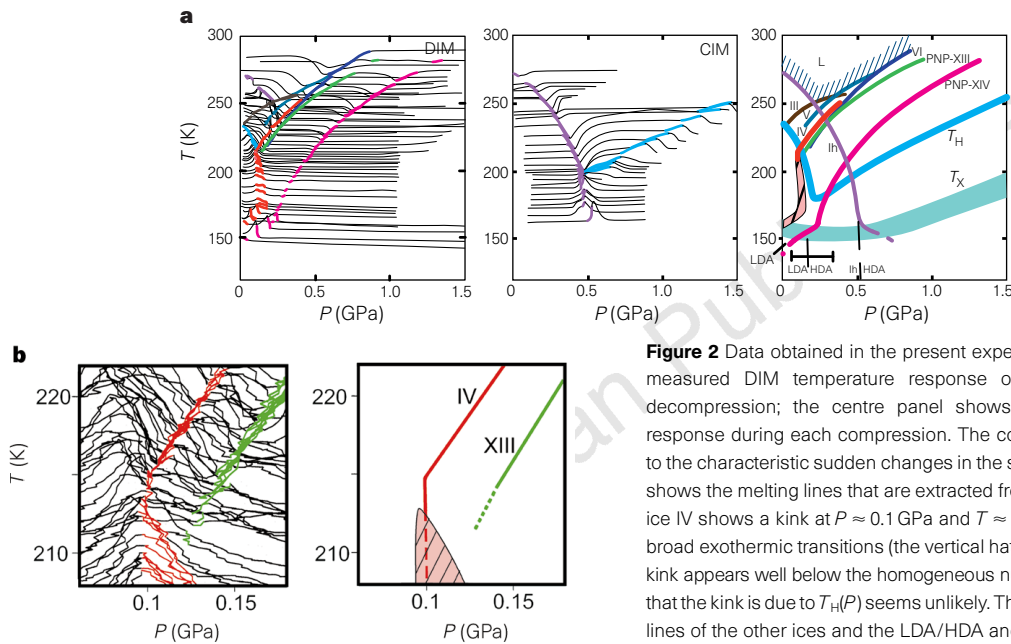 a
300
250
200
150
T (K)
DIM
0
0.5
1.0
1.5
P (GPa)
300
250
200
150
CIM
0
0.5
1.0
1.5
P (GPa)
300
250
200
150
L
VI
PNP-XIII
PNP-XIV
III
V
IV
Ih
TH
TX
LDA
LDA HDA
Ih HDA
0
0.5
1.0
1.5
P (GPa)
b
220
210
T (K)
0.1
0.15
P (GPa)
220
210
IV
XIII
0.1
0.15
P (GPa)
Figure 2 Data obtained in the present expe
measured DIM temperature response o
decompression; the centre panel shows
response during each compression. The co
to the characteristic sudden changes in the s
shows the melting lines that are extracted fro
ice IV shows a kink at P ≈ 0.1 GPa and T ≈
broad exothermic transitions (the vertical hat
kink appears well below the homogeneous n
that the kink is due to TH(P) seems unlikely. Th
lines of the other ices and the LDA/HDA an
an Pub